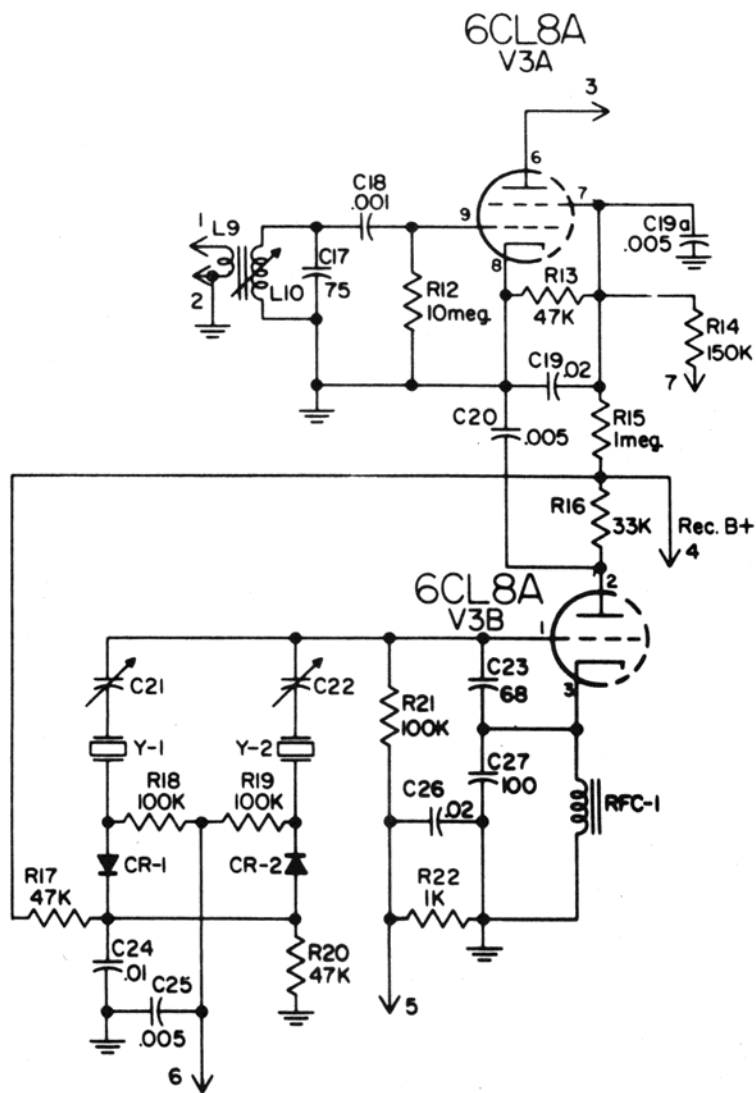 6CL8A
V3A
3
6
7
9
8
C18
.001
1
L9
2
L10
C17
75
R12
10meg.
C19a
.005
R13
47K
R14
150K
7
C19
.02
C20
.005
R15
1meg.
R16
33K
Rec. B+
4
6CL8A
V3B
2
1
3
C21
C22
C23
68
R21
100K
Y-1
Y-2
R18
100K
R19
100K
C27
100
C26
.02
RFC-1
CR-1
CR-2
R17
47K
R22
1K
C24
.01
R20
47K
C25
.005
5
6